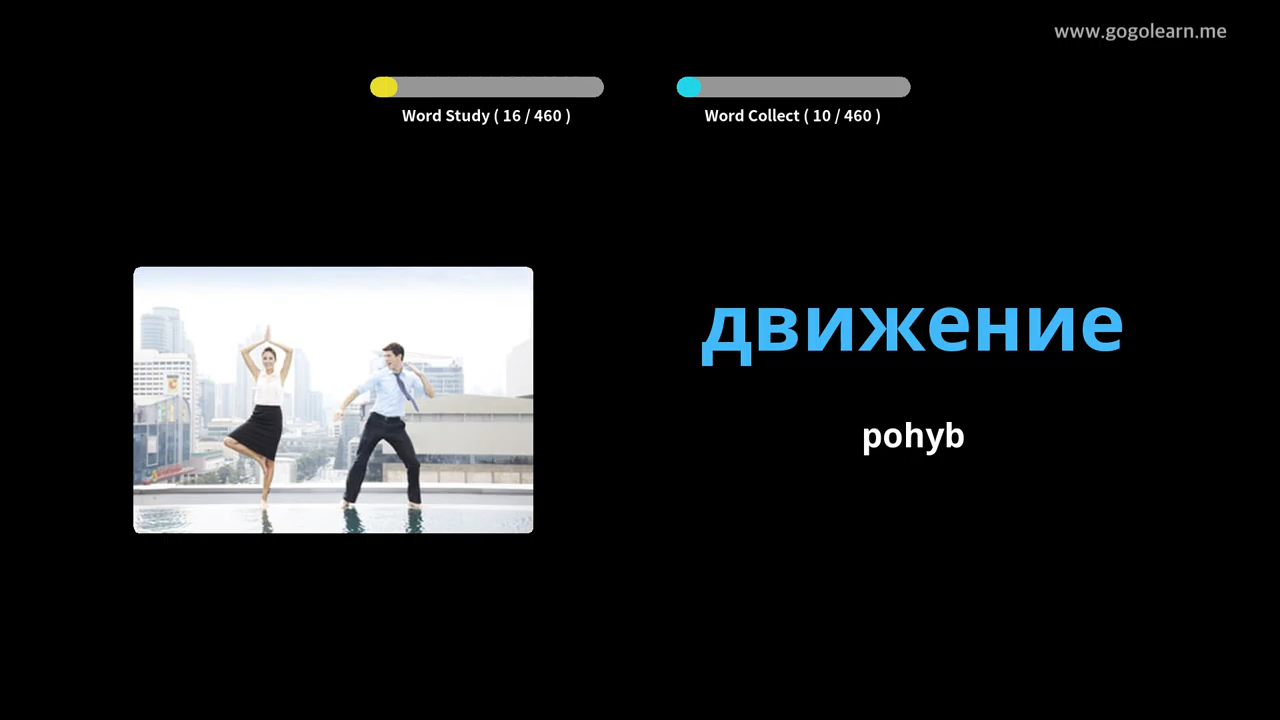 www.gogolearn.me
Word Study ( 16 / 460 )
Word Collect ( 10 / 460 )
движение
pohyb